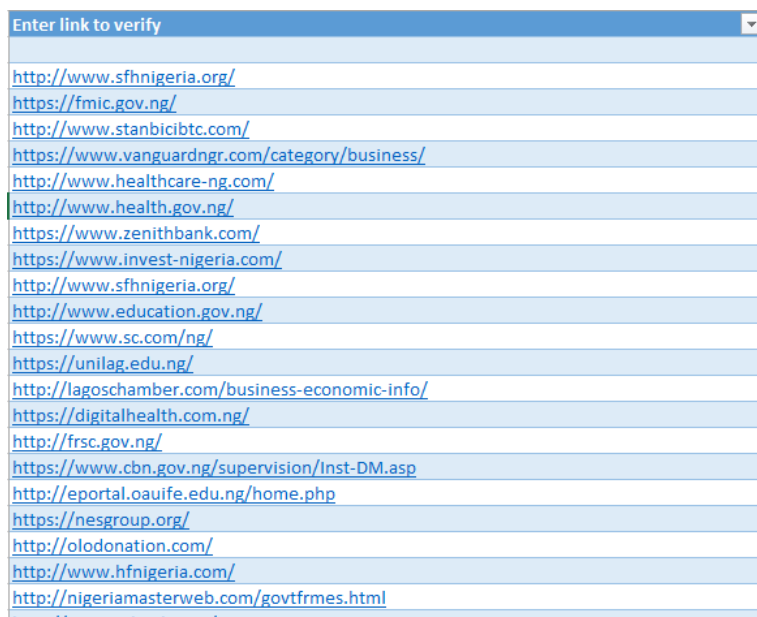 Enter link to verify
http://www.sfhnigeria.org/
https://fmic.gov.ng/
http://www.stanbicibtc.com/
https://www.vanguardngr.com/category/business/
http://www.healthcare-ng.com/
http://www.health.gov.ng/
https://www.zenithbank.com/
https://www.invest-nigeria.com/
http://www.sfhnigeria.org/
http://www.education.gov.ng/
https://www.sc.com/ng/
https://unilag.edu.ng/
http://lagoschamber.com/business-economic-info/
https://digitalhealth.com.ng/
http://frsc.gov.ng/
https://www.cbn.gov.ng/supervision/Inst-DM.asp
http://eportal.oauife.edu.ng/home.php
https://nesgroup.org/
http://olodonation.com/
http://www.hfnigeria.com/
http://nigeriamasterweb.com/govtfrmes.html